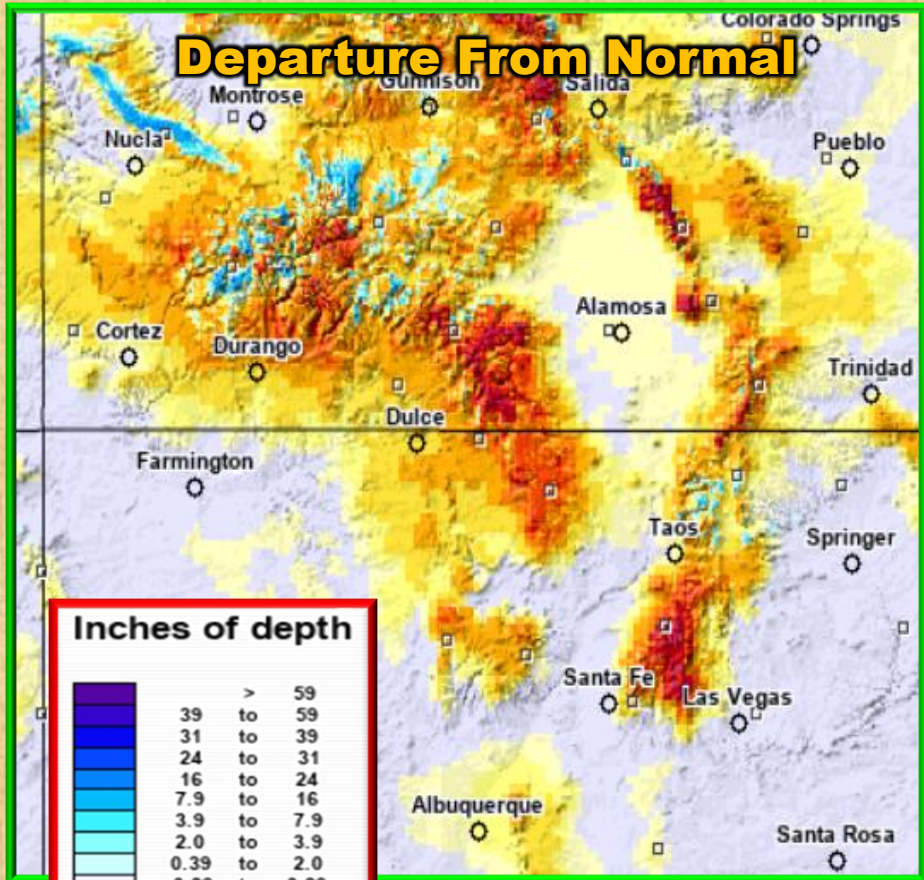 Colorado Springs
Departure From Normal
Gunnison
Salida
Montrose
Nucla
Pueblo
Alamosa
Cortez
Durango
Trinidad
Dulce
Farmington
Taos
Springer
Inches of depth
Santa Fe
Las Vegas
> 59
39 to 59
31 to 39
24 to 31
16 to 24
7.9 to 16
3.9 to 7.9
2.0 to 3.9
0.39 to 2.0
Albuquerque
Santa Rosa